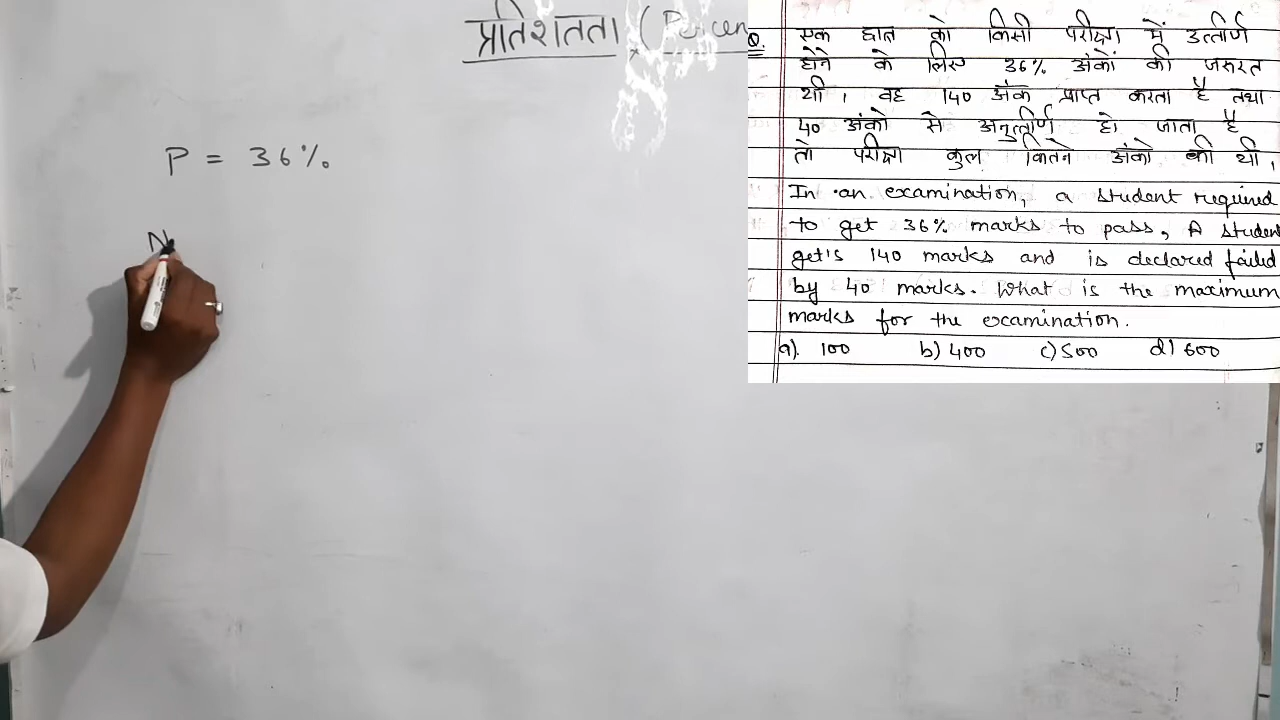 प्रतिशतता ( Percen
P = 36%
N
Q. एक छात्र को किसी परीक्षा में उत्तीर्ण
होने के लिए 36% अंकों की जरुरत
थी, वह 140 अंक प्राप्त करता है तथा
40 अंको से अनुत्तीर्ण हो जाता है
तो परीक्षा कुल कितने अंको की थी,
In an examination, a student required
to get 36% marks to pass, A student
get's 140 marks and is declared failed
by 40 marks. What is the maximum
marks for the examination.
a). 100 b) 400 c) 500 d) 600